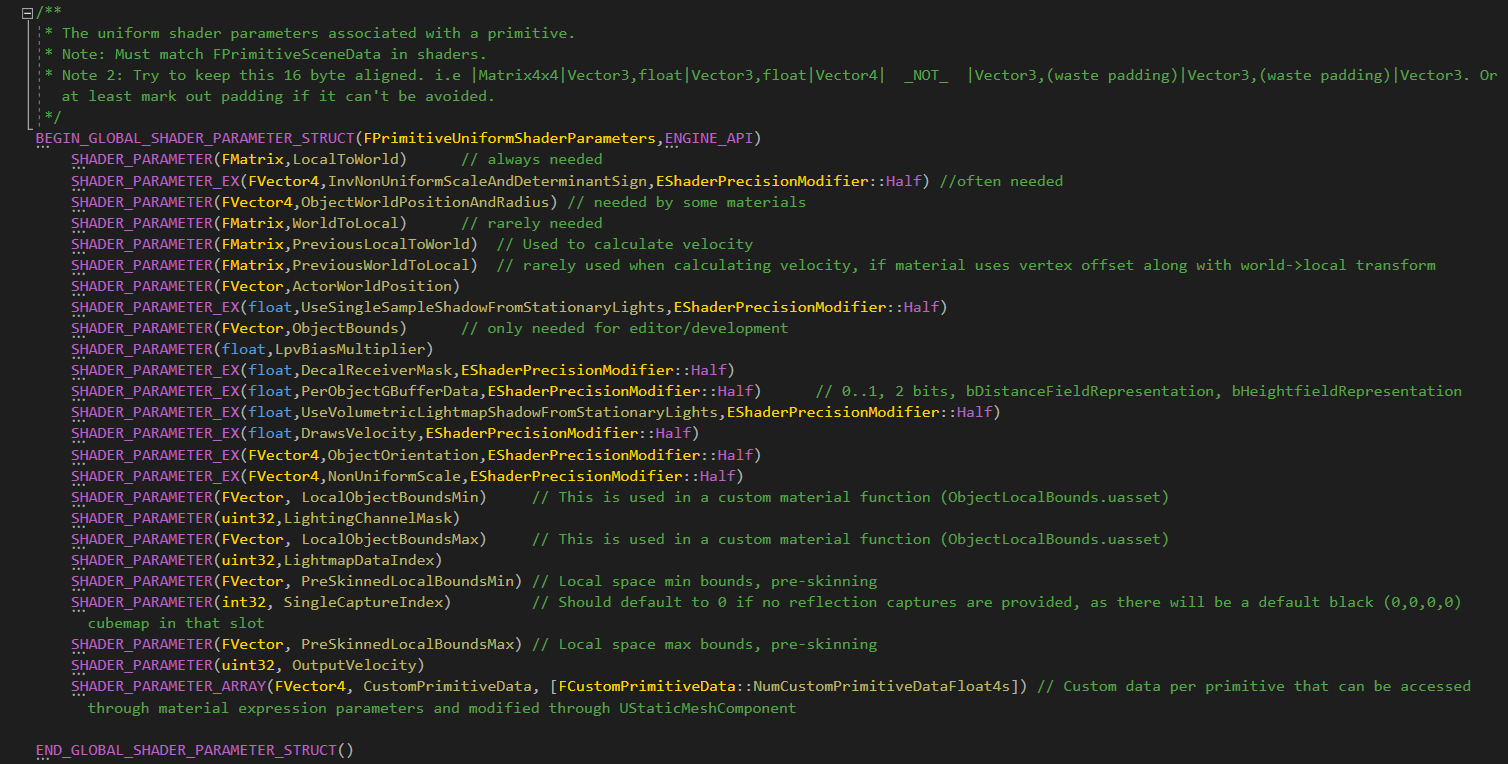 /**
* The uniform shader parameters associated with a primitive.
* Note: Must match FPrimitiveSceneData in shaders.
* Note 2: Try to keep this 16 byte aligned. i.e |Matrix4x4|Vector3,float|Vector3,float|Vector4|  _NOT_  |Vector3,(waste padding)|Vector3,(waste padding)|Vector3. Or
at least mark out padding if it can't be avoided.
*/
BEGIN_GLOBAL_SHADER_PARAMETER_STRUCT(FPrimitiveUniformShaderParameters,ENGINE_API)
SHADER_PARAMETER(FMatrix,LocalToWorld)      // always needed
SHADER_PARAMETER_EX(FVector4,InvNonUniformScaleAndDeterminantSign,EShaderPrecisionModifier::Half) //often needed
SHADER_PARAMETER(FVector4,ObjectWorldPositionAndRadius) // needed by some materials
SHADER_PARAMETER(FMatrix,WorldToLocal)      // rarely needed
SHADER_PARAMETER(FMatrix,PreviousLocalToWorld)  // Used to calculate velocity
SHADER_PARAMETER(FMatrix,PreviousWorldToLocal)  // rarely used when calculating velocity, if material uses vertex offset along with world->local transform
SHADER_PARAMETER(FVector,ActorWorldPosition)
SHADER_PARAMETER_EX(float,UseSingleSampleShadowFromStationaryLights,EShaderPrecisionModifier::Half)
SHADER_PARAMETER(FVector,ObjectBounds)      // only needed for editor/development
SHADER_PARAMETER(float,LpvBiasMultiplier)
SHADER_PARAMETER_EX(float,DecalReceiverMask,EShaderPrecisionModifier::Half)
SHADER_PARAMETER_EX(float,PerObjectGBufferData,EShaderPrecisionModifier::Half)      // 0..1, 2 bits, bDistanceFieldRepresentation, bHeightfieldRepresentation
SHADER_PARAMETER_EX(float,UseVolumetricLightmapShadowFromStationaryLights,EShaderPrecisionModifier::Half)
SHADER_PARAMETER_EX(float,DrawsVelocity,EShaderPrecisionModifier::Half)
SHADER_PARAMETER_EX(FVector4,ObjectOrientation,EShaderPrecisionModifier::Half)
SHADER_PARAMETER_EX(FVector4,NonUniformScale,EShaderPrecisionModifier::Half)
SHADER_PARAMETER(FVector, LocalObjectBoundsMin)     // This is used in a custom material function (ObjectLocalBounds.uasset)
SHADER_PARAMETER(uint32,LightingChannelMask)
SHADER_PARAMETER(FVector, LocalObjectBoundsMax)     // This is used in a custom material function (ObjectLocalBounds.uasset)
SHADER_PARAMETER(uint32,LightmapDataIndex)
SHADER_PARAMETER(FVector, PreSkinnedLocalBoundsMin) // Local space min bounds, pre-skinning
SHADER_PARAMETER(int32, SingleCaptureIndex)         // Should default to 0 if no reflection captures are provided, as there will be a default black (0,0,0,0)
cubemap in that slot
SHADER_PARAMETER(FVector, PreSkinnedLocalBoundsMax) // Local space max bounds, pre-skinning
SHADER_PARAMETER(uint32, OutputVelocity)
SHADER_PARAMETER_ARRAY(FVector4, CustomPrimitiveData, [FCustomPrimitiveData::NumCustomPrimitiveDataFloat4s]) // Custom data per primitive that can be accessed
through material expression parameters and modified through UStaticMeshComponent
END_GLOBAL_SHADER_PARAMETER_STRUCT()